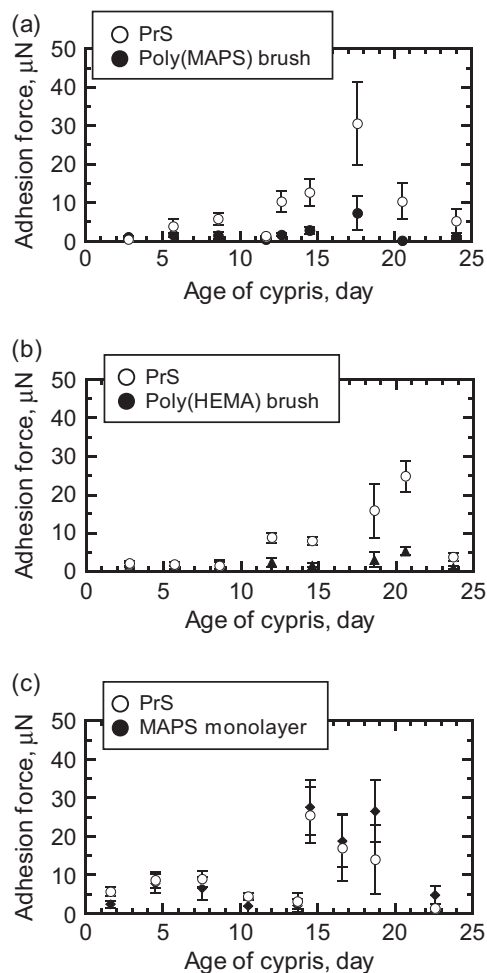 (a)
PrS
Poly(MAPS) brush
Adhesion force, μN
50
40
30
20
10
0
0 5 10 15 20 25
Age of cypris, day
(b)
PrS
Poly(HEMA) brush
Adhesion force, μN
50
40
30
20
10
0
0 5 10 15 20 25
Age of cypris, day
(c)
PrS
MAPS monolayer
Adhesion force, μN
50
40
30
20
10
0
0 5 10 15 20 25
Age of cypris, day